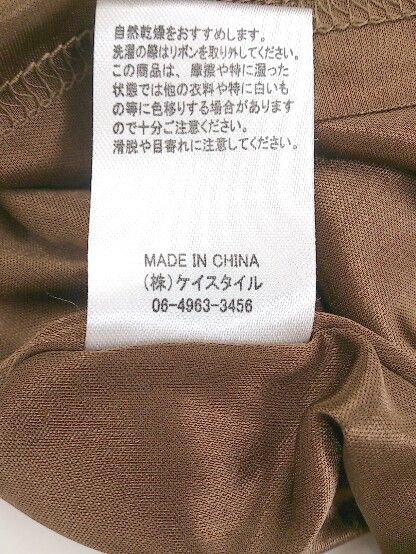 自然乾燥をおすすめします。
洗濯の際はリボンを取り外してください。
この商品は、摩擦や特に湿った
状態では他の衣料や特に白いも
の等に色移りする場合があります
ので十分ご注意ください。
滑脱や目寄れに注意してください。
MADE IN CHINA
(株)ケイスタイル
06-4963-3456